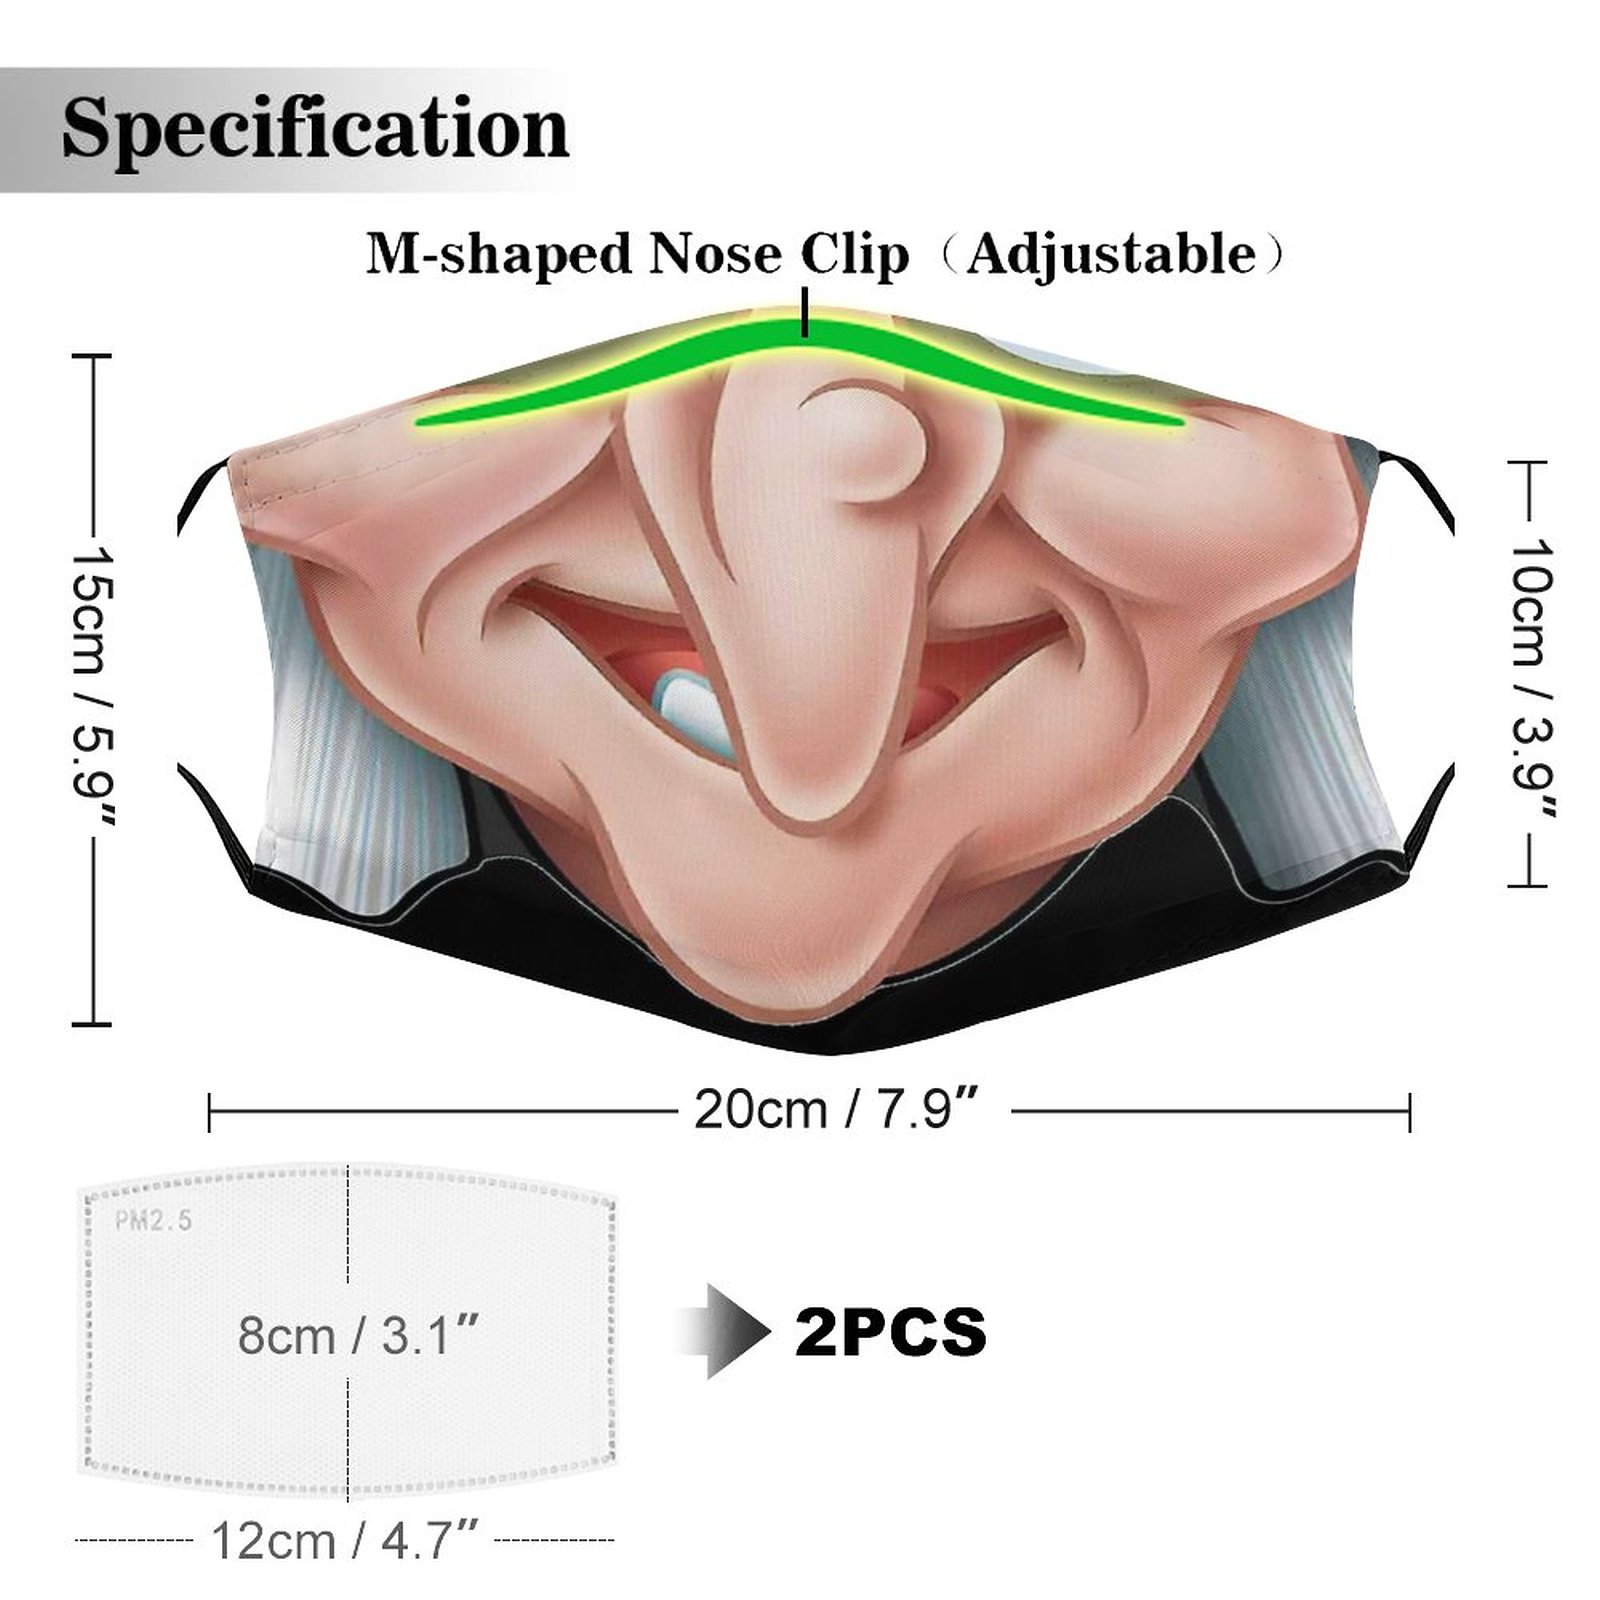 Specification
M-shaped Nose Clip（Adjustable）
15cm / 5.9"
10cm / 3.9"
20cm / 7.9"
PM2.5
8cm / 3.1"
2PCS
12cm / 4.7"